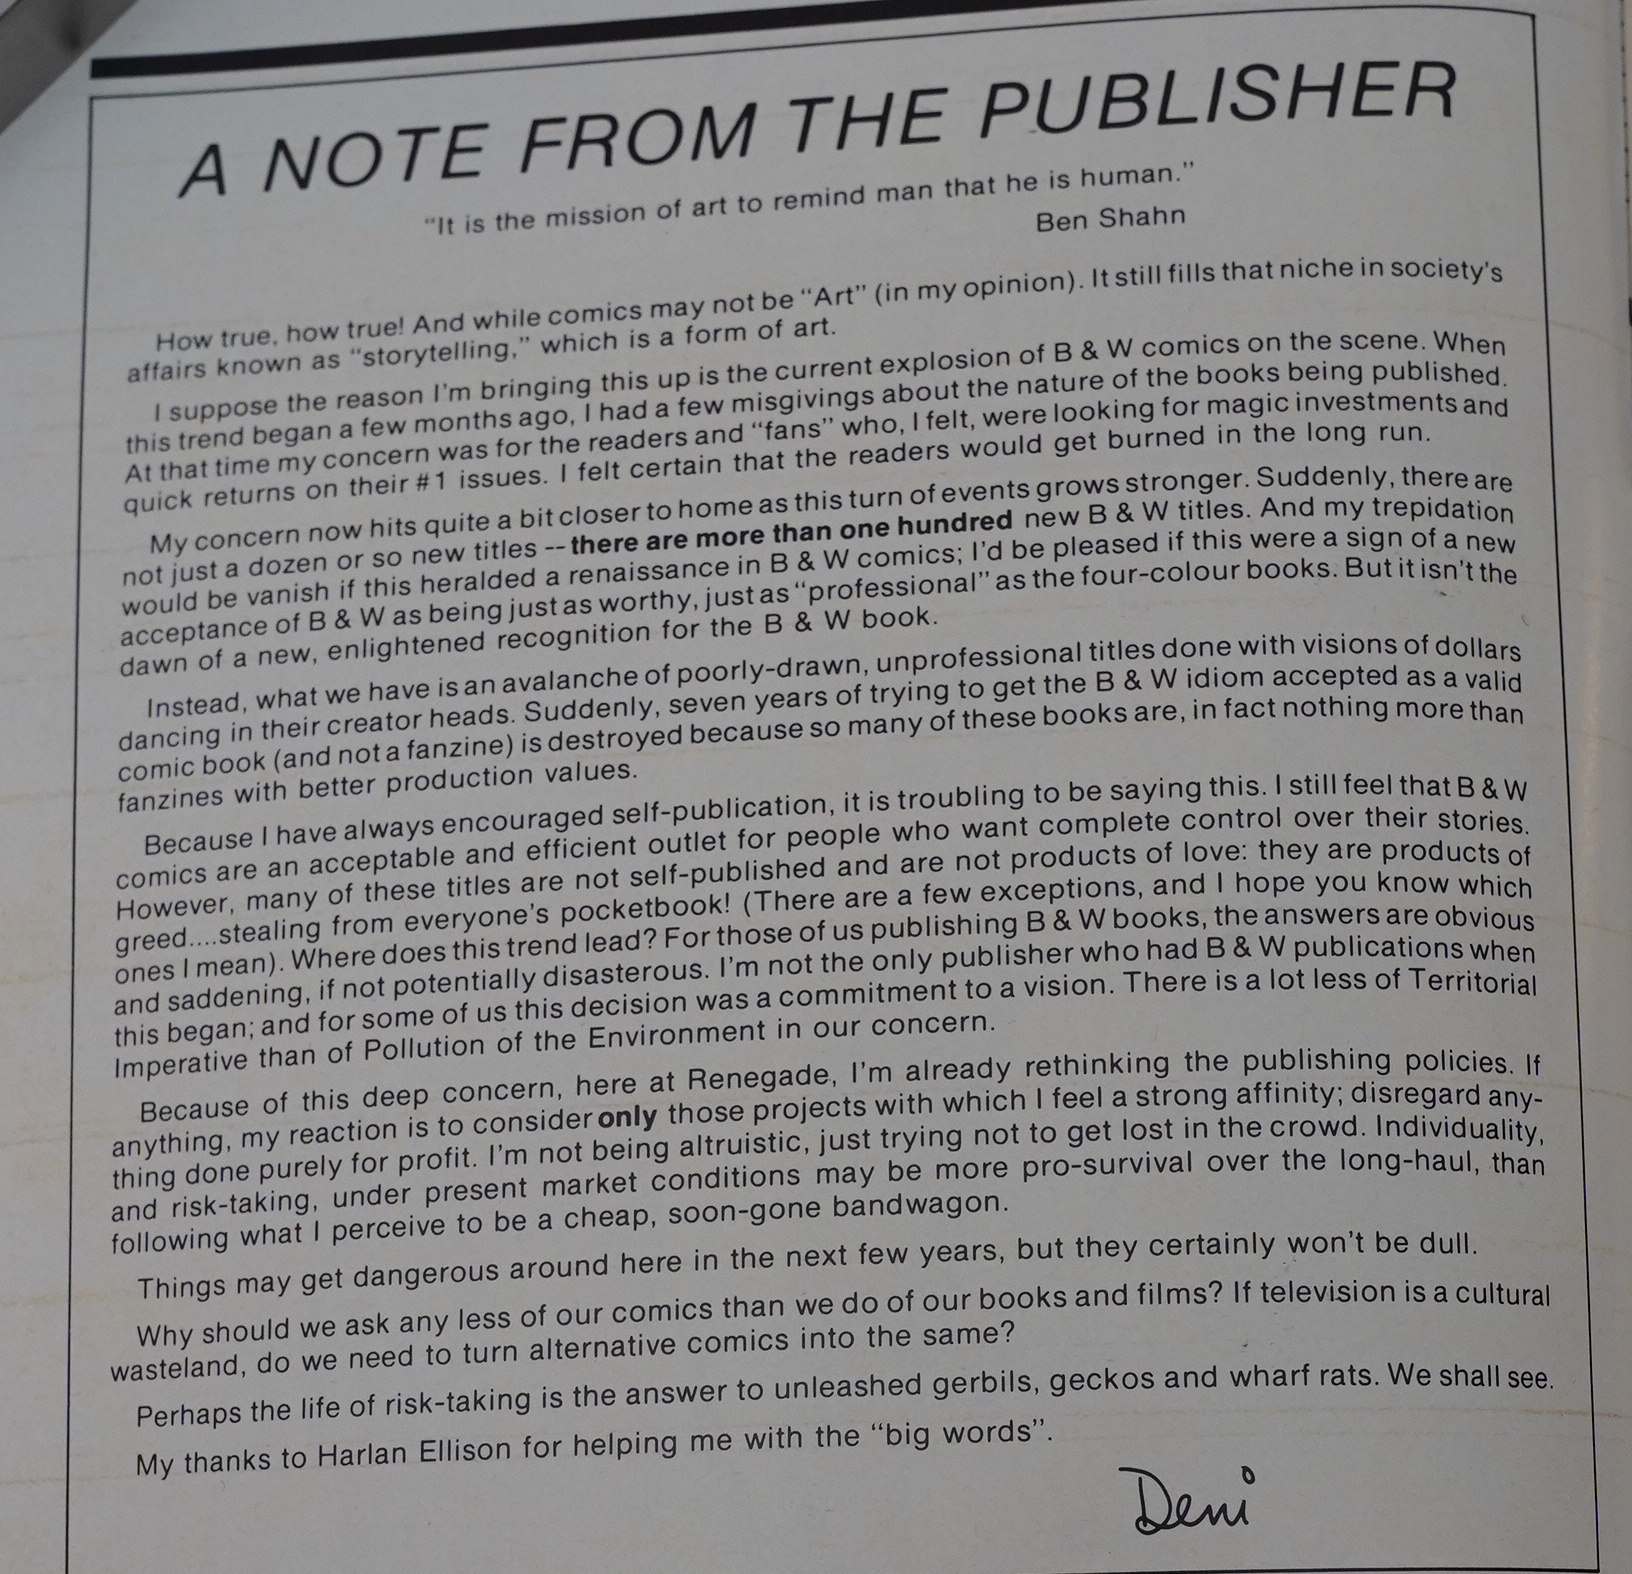 A NOTE FROM THE PUBLISHER
“It is the mission of art to remind man that he is human.”
Ben Shahn
How true, how true! And while comics may not be “Art” (in my opinion). It still fills that niche in society's
affairs known as “storytelling,” which is a form of art.
I suppose the reason I'm bringing this up is the current explosion of B & W comics on the scene. When
this trend began a few months ago, I had a few misgivings about the nature of the books being published.
At that time my concern was for the readers and “fans” who, I felt, were looking for magic investments and
quick returns on their #1 issues. I felt certain that the readers would get burned in the long run.
My concern now hits quite a bit closer to home as this turn of events grows stronger. Suddenly, there are
not just a dozen or so new titles -- there are more than one hundred new B & W titles. And my trepidation
would be vanish if this heralded a renaissance in B & W comics; I'd be pleased if this were a sign of a new
acceptance of B & W as being just as worthy, just as “professional” as the four-colour books. But it isn't the
dawn of a new, enlightened recognition for the B & W book.
Instead, what we have is an avalanche of poorly-drawn, unprofessional titles done with visions of dollars
dancing in their creator heads. Suddenly, seven years of trying to get the B & W idiom accepted as a valid
comic book (and not a fanzine) is destroyed because so many of these books are, in fact nothing more than
fanzines with better production values.
Because I have always encouraged self-publication, it is troubling to be saying this. I still feel that B & W
comics are an acceptable and efficient outlet for people who want complete control over their stories.
However, many of these titles are not self-published and are not products of love: they are products of
greed....stealing from everyone's pocketbook! (There are a few exceptions, and I hope you know which
ones I mean). Where does this trend lead? For those of us publishing B & W books, the answers are obvious
and saddening, if not potentially disasterous. I'm not the only publisher who had B & W publications when
this began; and for some of us this decision was a commitment to a vision. There is a lot less of Territorial
Imperative than of Pollution of the Environment in our concern.
Because of this deep concern, here at Renegade, I'm already rethinking the publishing policies. If
anything, my reaction is to consider only those projects with which I feel a strong affinity; disregard any-
thing done purely for profit. I'm not being altruistic, just trying not to get lost in the crowd. Individuality,
and risk-taking, under present market conditions may be more pro-survival over the long-haul, than
following what I perceive to be a cheap, soon-gone bandwagon.
Things may get dangerous around here in the next few years, but they certainly won't be dull.
Why should we ask any less of our comics than we do of our books and films? If television is a cultural
wasteland, do we need to turn alternative comics into the same?
Perhaps the life of risk-taking is the answer to unleashed gerbils, geckos and wharf rats. We shall see.
My thanks to Harlan Ellison for helping me with the “big words”.
Deni